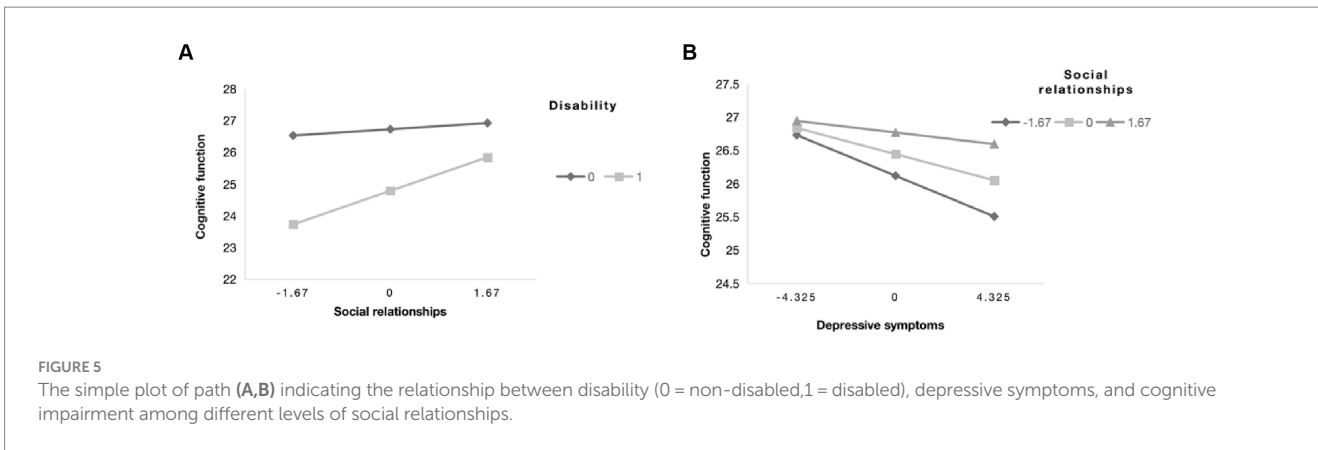 A
28
27
26
25
24
23
22
Cognitive function
-1.67 0 1.67
Social relationships
Disability
0 1
B
27.5
27
26.5
26
25.5
25
24.5
Cognitive function
-4.325 0 4.325
Depressive symptoms
Social
relationships
-1.67 0 1.67
FIGURE 5
The simple plot of path (A,B) indicating the relationship between disability (0 = non-disabled,1 = disabled), depressive symptoms, and cognitive
impairment among different levels of social relationships.